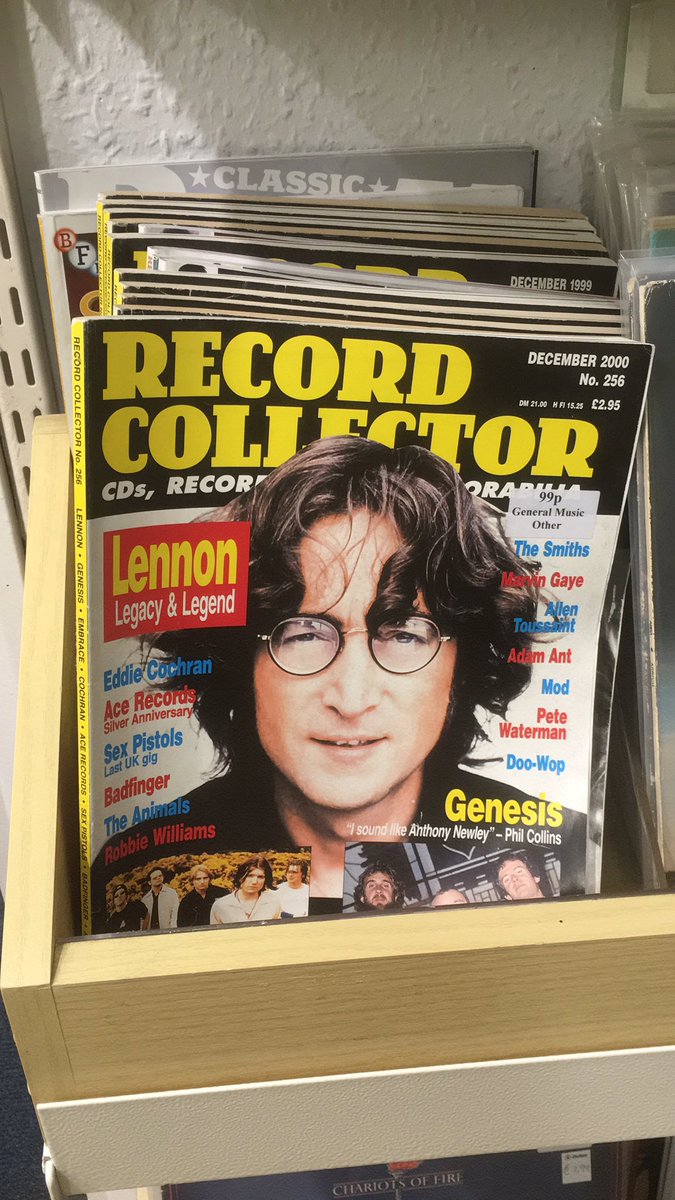 ★CLASSIC★
BFI
RECORD
DECEMBER 1999
RECORD COLLECTOR No. 256 LENNON • GENESIS • EMBRACE • COCHRAN • ACE RECORDS • SEX PISTOLS • BADFINGER •
RECORD
COLLECTOR
DECEMBER 2000
No. 256
DM 21.00 H Fl 15.25 £2.95
CDs,
99p
General Music
Other
Lennon
Legacy & Legend
Eddie Cochran
Ace Records
Silver Anniversary
Sex Pistols
Last UK gig
Badfinger
The Animals
Robbie Williams
The Smiths
Marvin Gaye
Allen
Toussaint
Adam Ant
Mod
Pete
Waterman
Doo-Wop
Genesis
"I sound like Anthony Newley" – Phil Collins
CHARIOTS OF FIRE